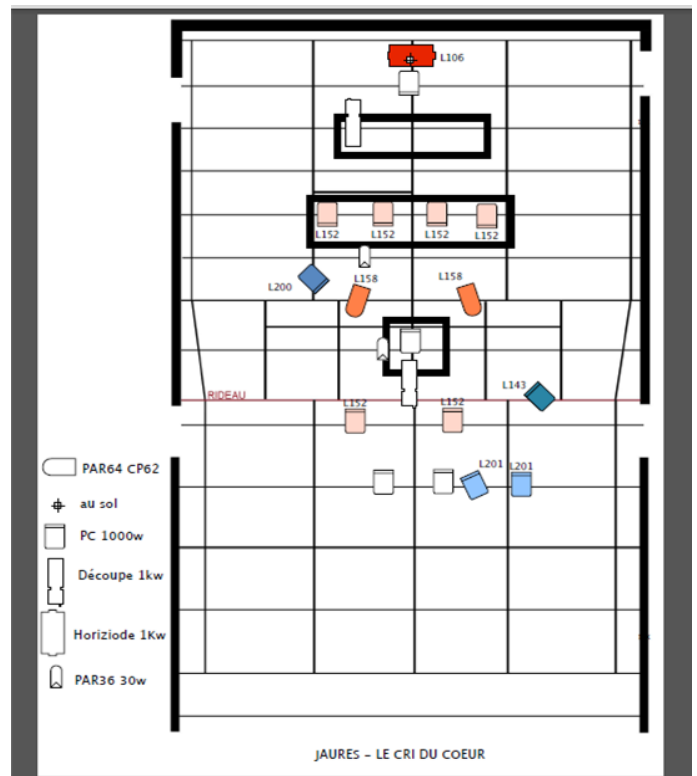 L106
L152
L152
L152
L152
L200
L158
L158
L143
RIDEAU
L152
L152
L201
L201
PAR64 CP62
au sol
PC 1000w
Découpe 1kw
Horiziode 1Kw
PAR36 30w
JAURES – LE CRI DU COEUR